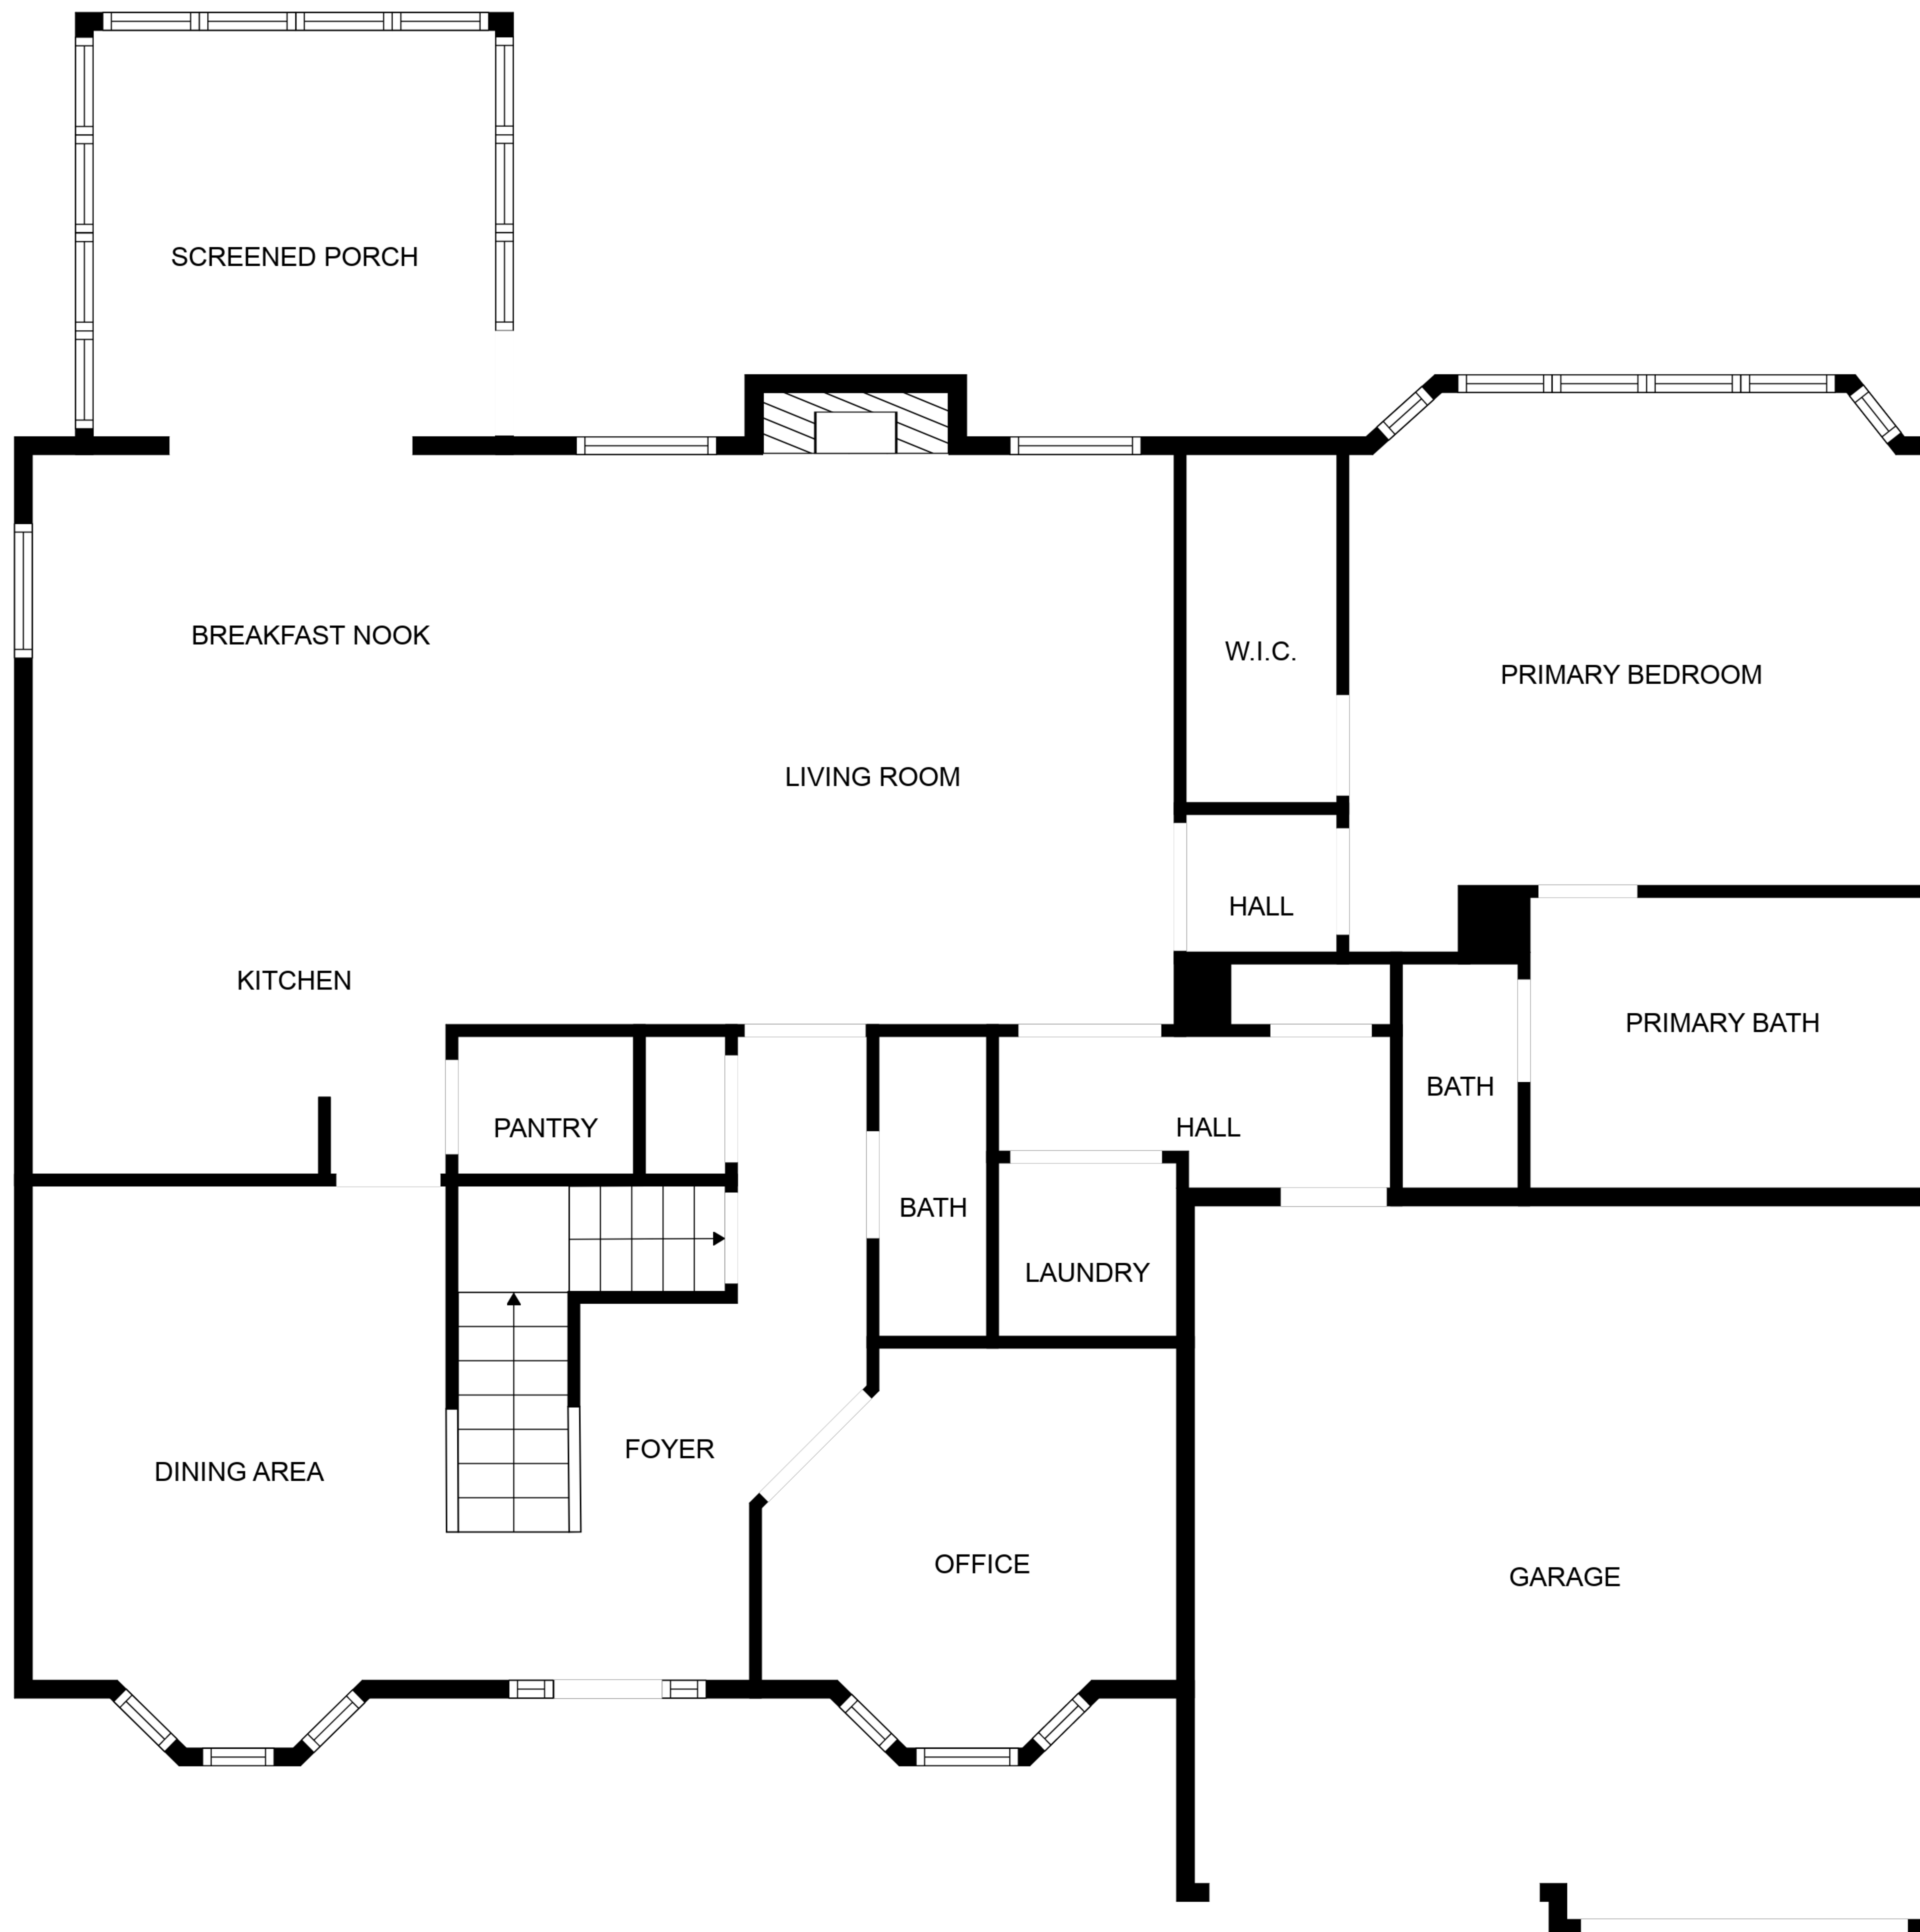 SCREENED PORCH
BREAKFAST NOOK
W.I.C.
PRIMARY BEDROOM
LIVING ROOM
HALL
KITCHEN
PRIMARY BATH
BATH
PANTRY
HALL
BATH
LAUNDRY
FOYER
DINING AREA
OFFICE
GARAGE